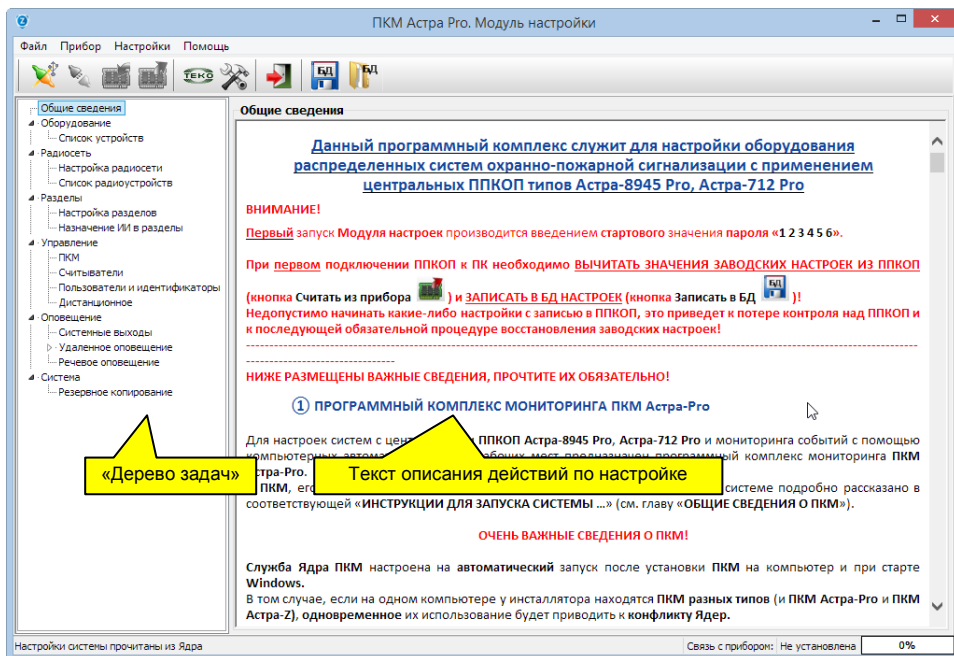 ПКМ Астра Pro. Модуль настройки
Файл Прибор Настройки Помощь
ТЕКО БД БД
Общие сведения
Оборудование
Список устройств
Радиосеть
Настройка радиосети
Список радиоустройств
Разделы
Настройка разделов
Назначение ИИ в разделы
Управление
ПКМ
Считыватели
Пользователи и идентификаторы
Дистанционное
Оповещение
Системные выходы
Удаленное оповещение
Речевое оповещение
Система
Резервное копирование
«Дерево задач»
Общие сведения
Данный программный комплекс служит для настройки оборудования
распределенных систем охранно-пожарной сигнализации с применением
центральных ППКОП типов Астра-8945 Pro, Астра-712 Pro
ВНИМАНИЕ!
Первый запуск Модуля настроек производится введением стартового значения пароля «1 2 3 4 5 6».
При первом подключении ППКОП к ПК необходимо ВЫЧИТАТЬ ЗНАЧЕНИЯ ЗАВОДСКИХ НАСТРОЕК ИЗ ППКОП
(кнопка Считать из прибора ) и ЗАПИСАТЬ В БД НАСТРОЕК (кнопка Записать в БД БД )!
Недопустимо начинать какие-либо настройки с записью в ППКОП, это приведет к потере контроля над ППКОП и
к последующей обязательной процедуре восстановления заводских настроек!
---------------------------------------------------------------------------------------------------------------------
-------------------------------
НИЖЕ РАЗМЕЩЕНЫ ВАЖНЫЕ СВЕДЕНИЯ, ПРОЧТИТЕ ИХ ОБЯЗАТЕЛЬНО!
① ПРОГРАММНЫЙ КОМПЛЕКС МОНИТОРИНГА ПКМ Астра-Pro
Для настроек систем с ППКОП Астра-8945 Pro, Астра-712 Pro и мониторинга событий с помощью
компьютерных мест предназначен программный комплекс мониторинга ПКМ
Астра-Pro.
Текст описания действий по настройке
ПКМ, системе подробно рассказано в
соответствующей «ИНСТРУКЦИИ ДЛЯ ЗАПУСКА СИСТЕМЫ ...» (см. главу «ОБЩИЕ СВЕДЕНИЯ О ПКМ»).
ОЧЕНЬ ВАЖНЫЕ СВЕДЕНИЯ О ПКМ!
Служба Ядра ПКМ настроена на автоматический запуск после установки ПКМ на компьютер и при старте
Windows.
В том случае, если на одном компьютере у инсталлятора находятся ПКМ разных типов (и ПКМ Астра-Pro и ПКМ
Астра-Z), одновременное их использование будет приводить к конфликту Ядер.
Настройки системы прочитаны из Ядра Связь с прибором: Не установлена 0%